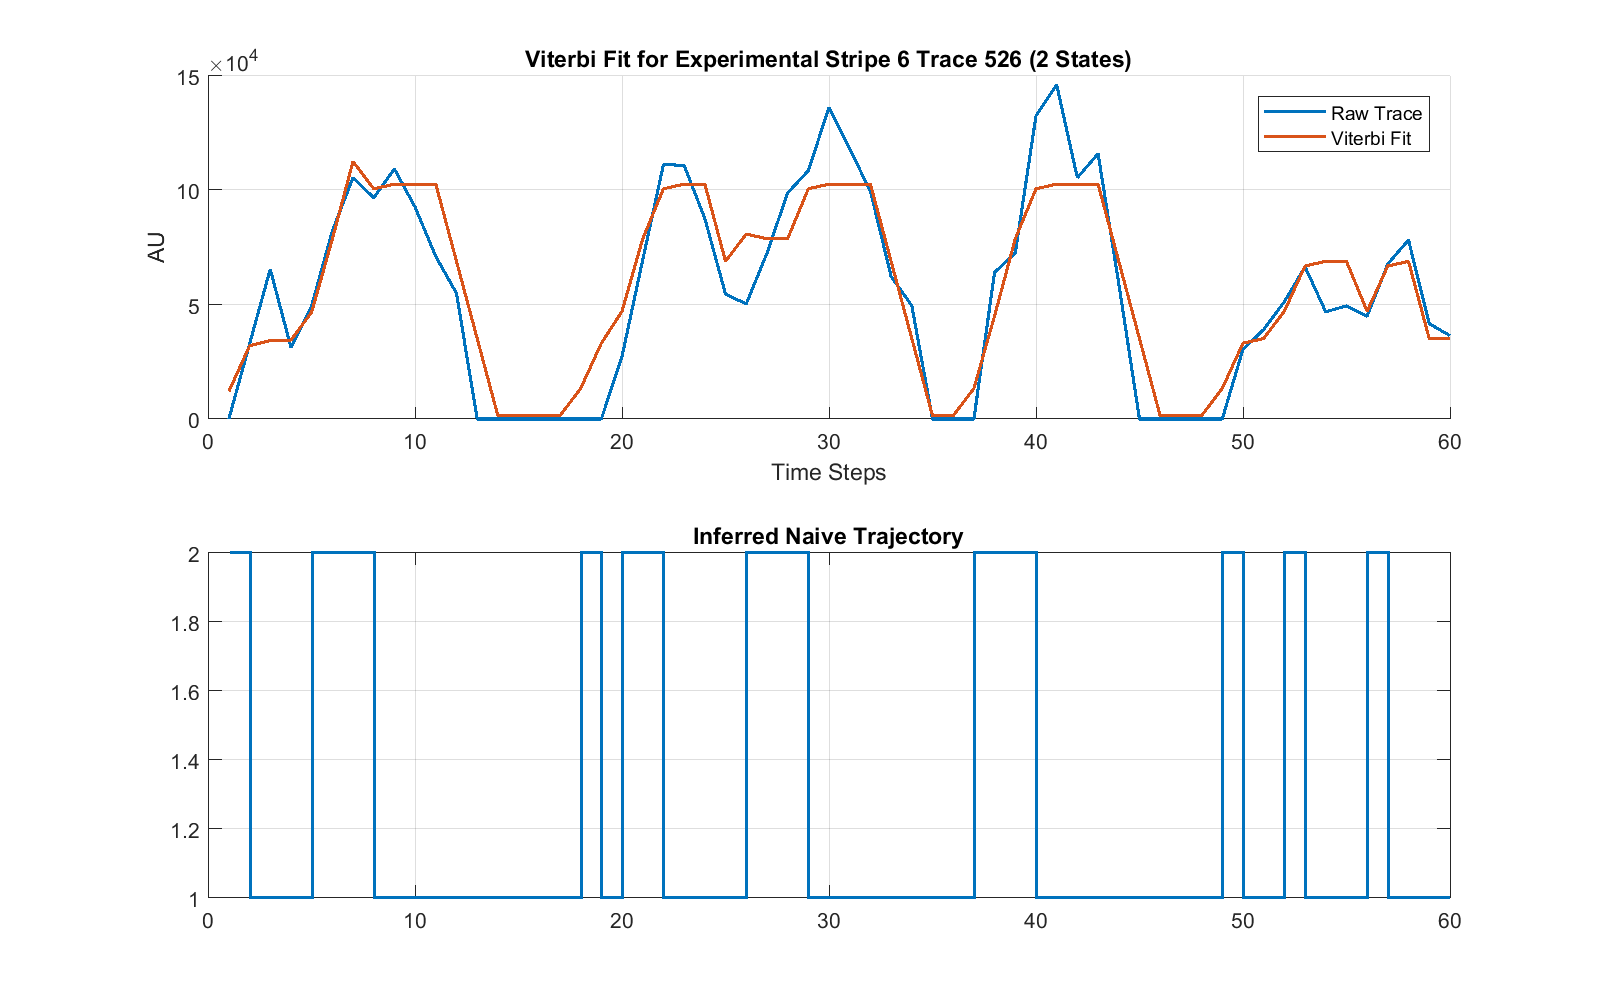 Viterbi Fit for Experimental Stripe 6 Trace 526 (2 States)
×10⁴
15
10
5
0
AU
Raw Trace
Viterbi Fit
0 10 20 30 40 50 60
Time Steps
Inferred Naive Trajectory
2
1.8
1.6
1.4
1.2
1
0 10 20 30 40 50 60